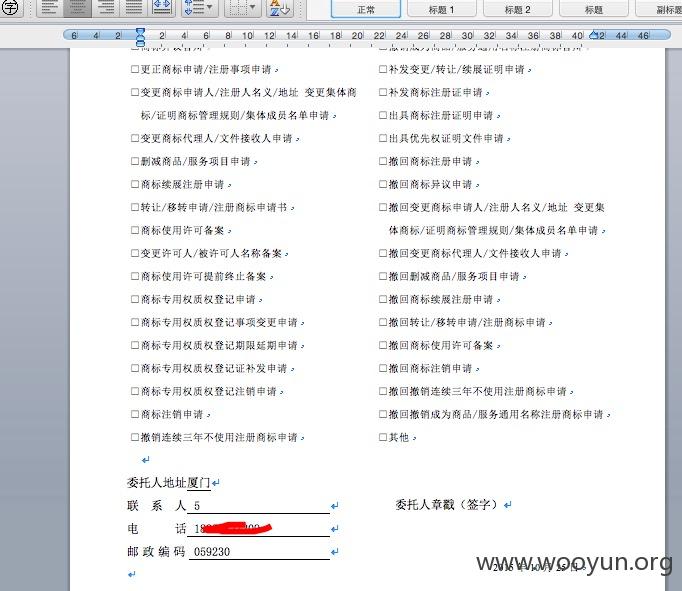 正常 标题 1 标题 2 标题 副标题
6 4 2 2 4 6 8 10 12 14 16 18 20 22 24 26 28 30 32 34 36 38 40 42 44 46
□更正商标申请/注册事项申请
□变更商标申请人/注册人名义/地址 变更集体商
标/证明商标管理规则/集体成员名单申请
□变更商标代理人/文件接收人申请
□删减商品/服务项目申请
□商标续展注册申请
□转让/移转申请/注册商标申请书
□商标使用许可备案
□变更许可人/被许可人名称备案
□商标使用许可提前终止备案
□商标专用权质权登记申请
□商标专用权质权登记事项变更申请
□商标专用权质权登记期限延期申请
□商标专用权质权登记证补发申请
□商标专用权质权登记注销申请
□商标注销申请
□撤销连续三年不使用注册商标申请
□补发变更/转让/续展证明申请
□补发商标注册证申请
□出具商标注册证明申请
□出具优先权证明文件申请
□撤回商标注册申请
□撤回商标异议申请
□撤回变更商标申请人/注册人名义/地址 变更集
体商标/证明商标管理规则/集体成员名单申请
□撤回变更商标代理人/文件接收人申请
□撤回删减商品/服务项目申请
□撤回商标续展注册申请
□撤回转让/移转申请/注册商标申请
□撤回商标使用许可备案
□撤回商标注销申请
□撤回撤销连续三年不使用注册商标申请
□撤回撤销成为商品/服务通用名称注册商标申请
□其他
委托人地址厦门
联 系 人 5
委托人章戳（签字）
电 话
邮政编码 059230
www.wooyun.org
2015 年 10 月 25 日